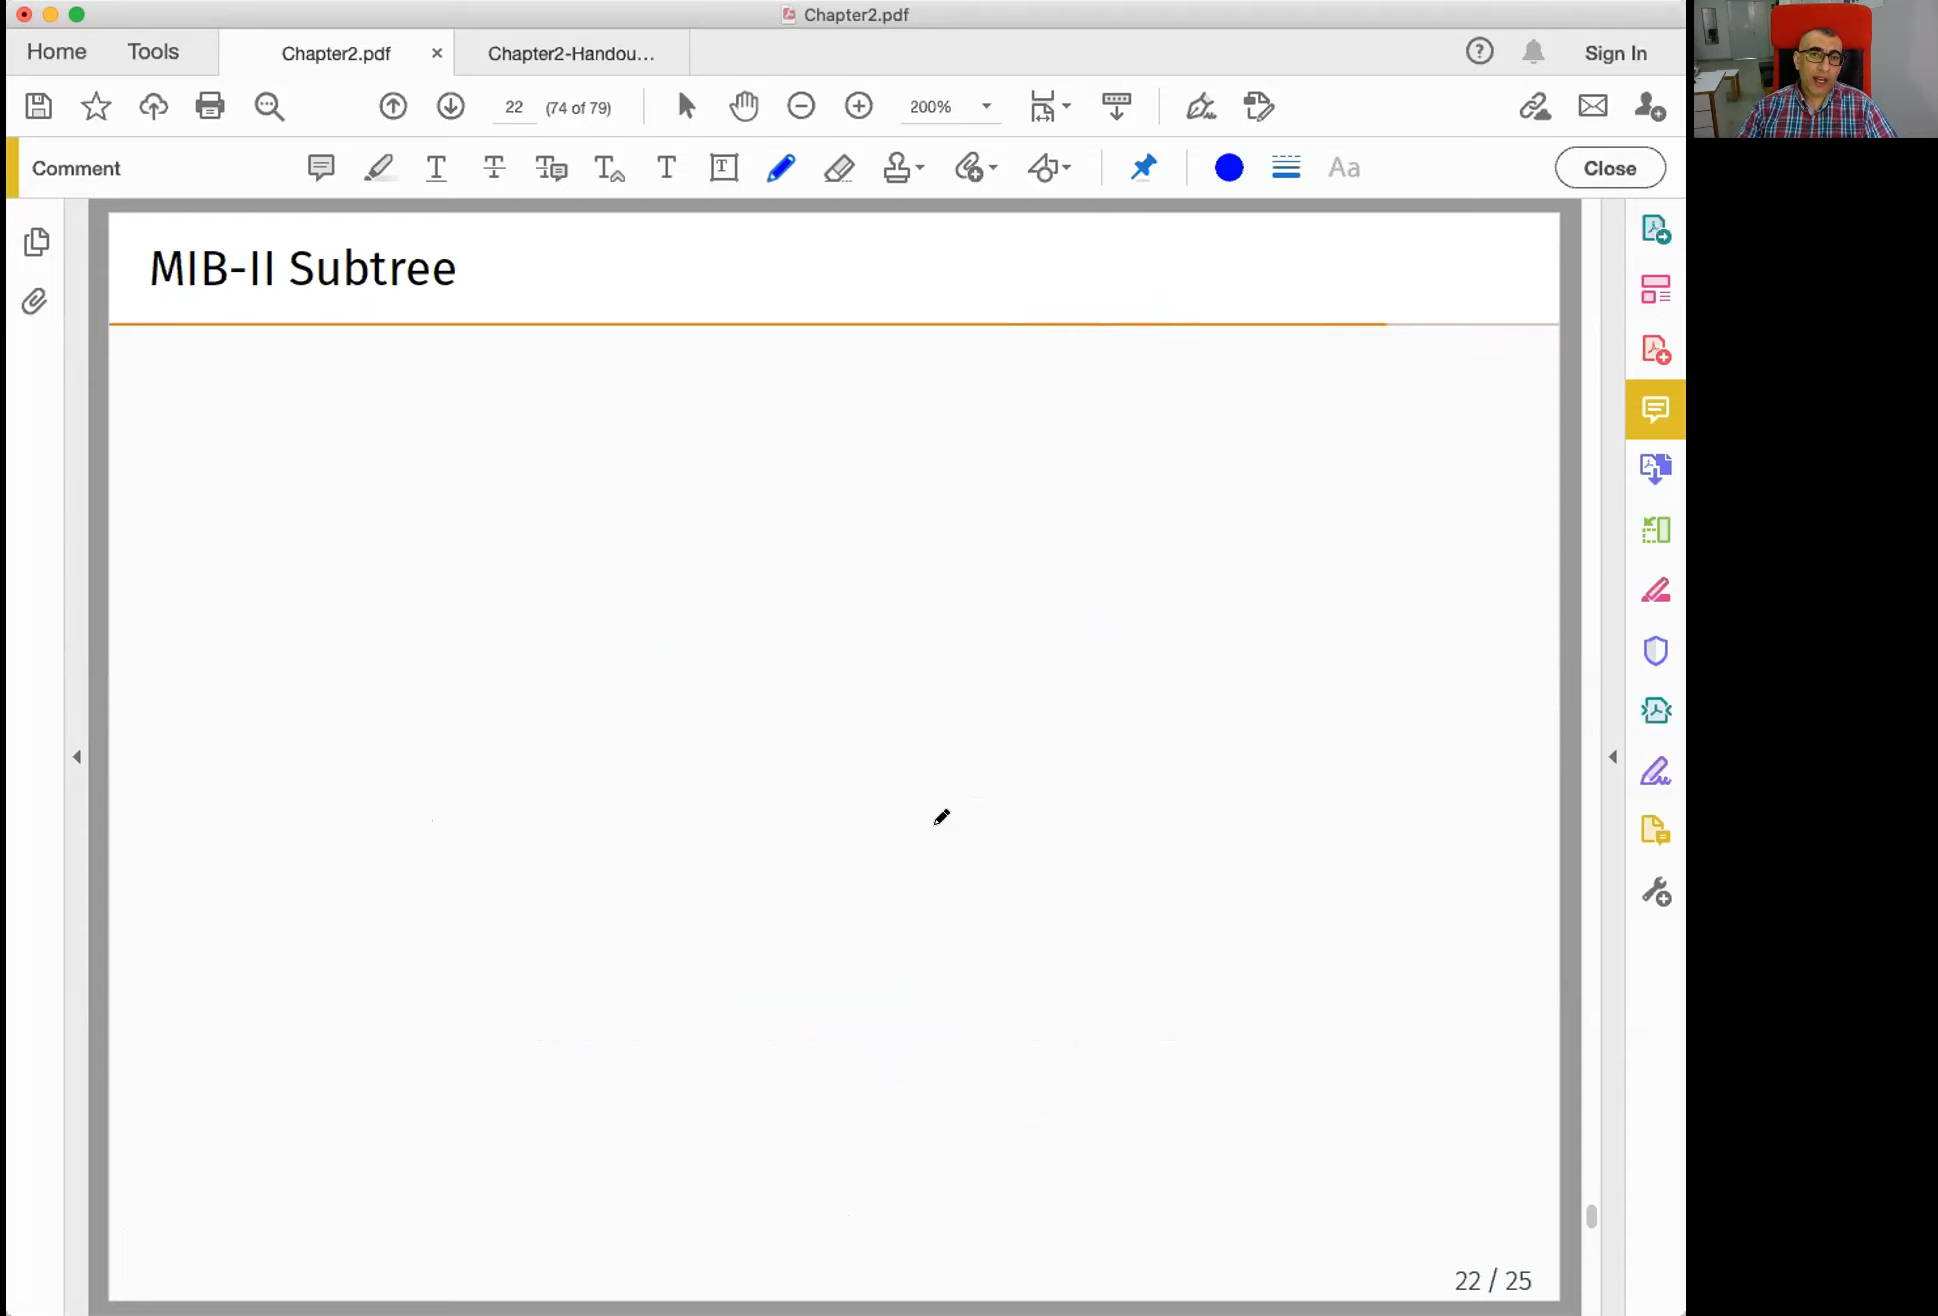 Chapter2.pdf
Home Tools Chapter2.pdf × Chapter2-Handou... Sign In
22 (74 of 79) 200%
Comment Aa Close
MIB-II Subtree
22 / 25